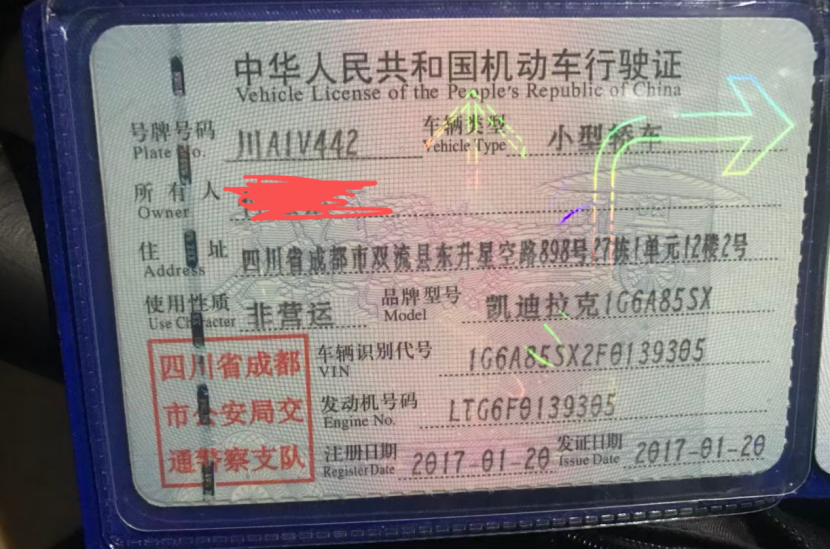 中华人民共和国机动车行驶证
Vehicle License of the People's Republic of China
号牌号码 川A1V442 车辆类型 小型轿车
Plate No. Vehicle Type
所有人
Owner
住址 四川省成都市双流县东升星空路898号27栋1单元12楼2号
Address
使用性质 非营运 品牌型号 凯迪拉克1G6A85SX
Use Character Model
四川省成都
市公安局交
通警察支队
车辆识别代号 1G6A85SX2F0139305
VIN
发动机号码 LTG6F0139305
Engine No.
注册日期 2017-01-20 发证日期 2017-01-20
Register Date Issue Date